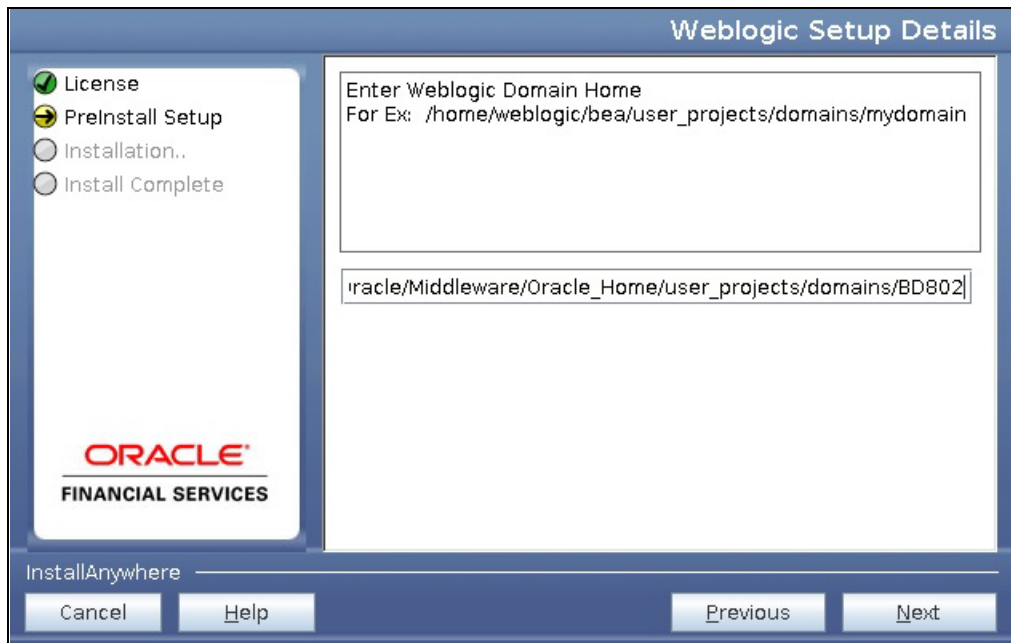 Weblogic Setup Details
License
PreInstall Setup
Installation..
Install Complete
Enter Weblogic Domain Home
For Ex: /home/weblogic/bea/user_projects/domains/mydomain
racle/Middleware/Oracle_Home/user_projects/domains/BD802
ORACLE
FINANCIAL SERVICES
InstallAnywhere
Cancel Help Previous Next